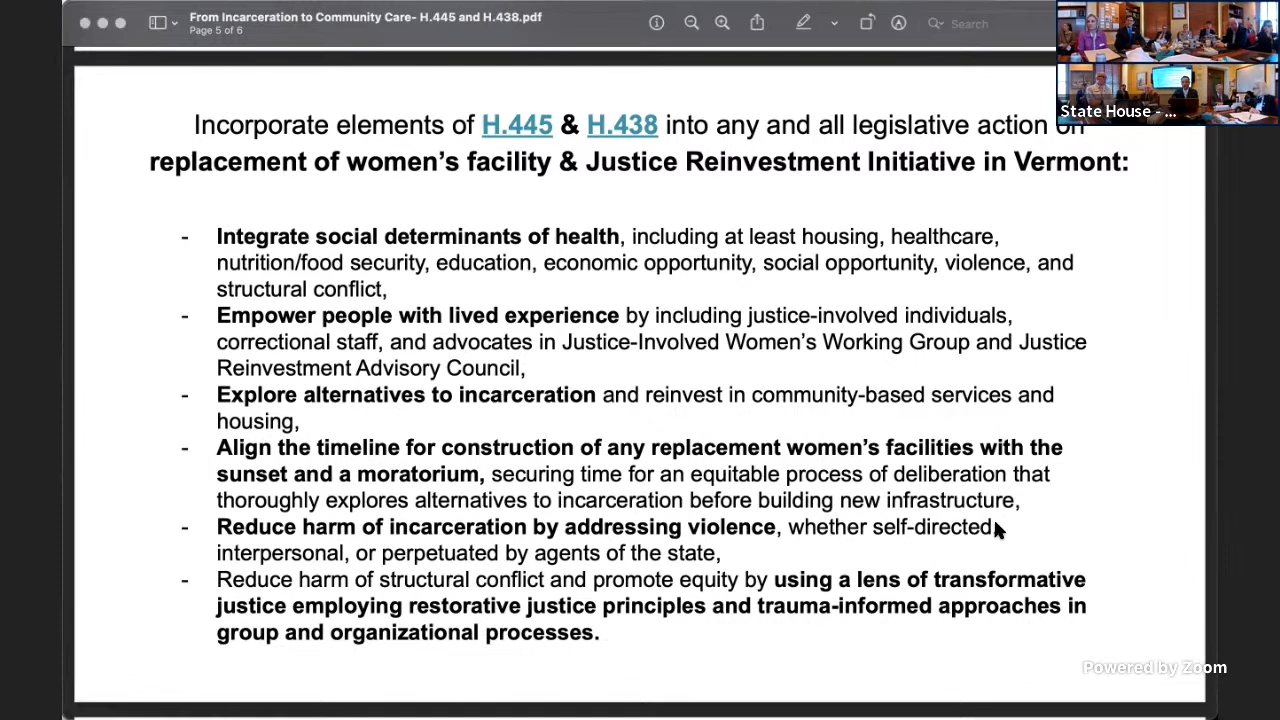 From Incarceration to Community Care- H.445 and H.438.pdf
Page 5 of 6
Search
State House - ...
Incorporate elements of H.445 & H.438 into any and all legislative action on
replacement of women’s facility & Justice Reinvestment Initiative in Vermont:
- Integrate social determinants of health, including at least housing, healthcare,
nutrition/food security, education, economic opportunity, social opportunity, violence, and
structural conflict,
- Empower people with lived experience by including justice-involved individuals,
correctional staff, and advocates in Justice-Involved Women’s Working Group and Justice
Reinvestment Advisory Council,
- Explore alternatives to incarceration and reinvest in community-based services and
housing,
- Align the timeline for construction of any replacement women’s facilities with the
sunset and a moratorium, securing time for an equitable process of deliberation that
thoroughly explores alternatives to incarceration before building new infrastructure,
- Reduce harm of incarceration by addressing violence, whether self-directed
interpersonal, or perpetuated by agents of the state,
- Reduce harm of structural conflict and promote equity by using a lens of transformative
justice employing restorative justice principles and trauma-informed approaches in
group and organizational processes.
Powered by Zoom